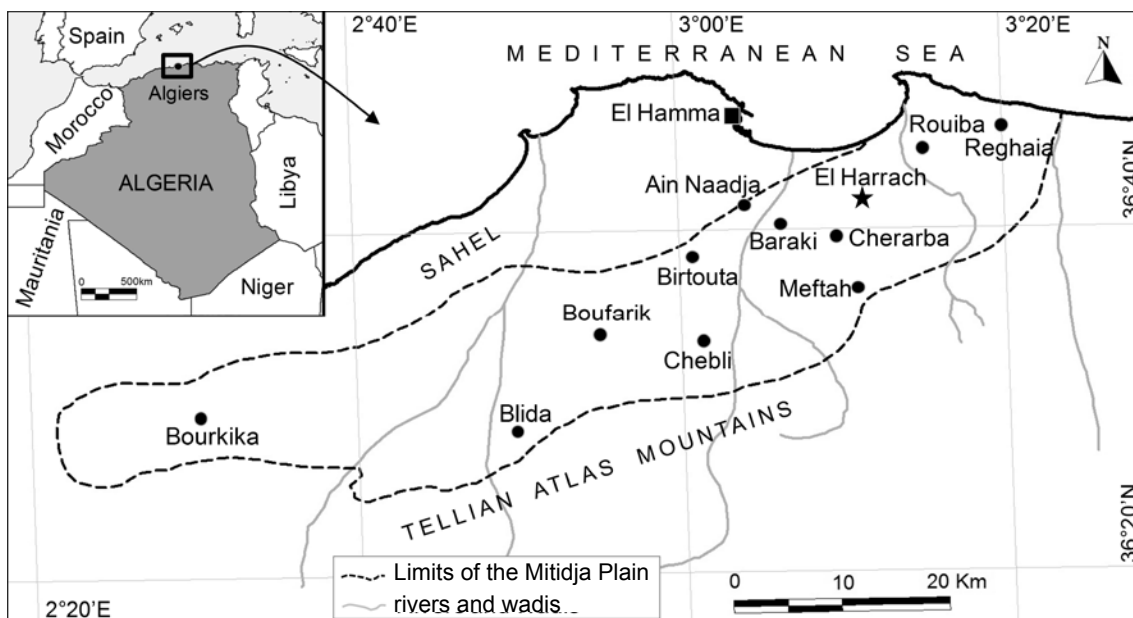 2°40'E
3°00'E
3°20'E
Spain
Algiers
Morocco
ALGERIA
Libya
Mauritania
0 500km
Niger
MEDITERRANEAN SEA
N
El Hamma
Rouiba
Reghaia
36°40'N
Ain Naadja
El Harrach
Baraki
Cherarba
SAHEL
Birtouta
Meftah
Boufarik
Chebli
Blida
Bourkika
TELLIAN ATLAS MOUNTAINS
36°20'N
Limits of the Mitidja Plain
rivers and wadis
0 10 20 Km
2°20'E